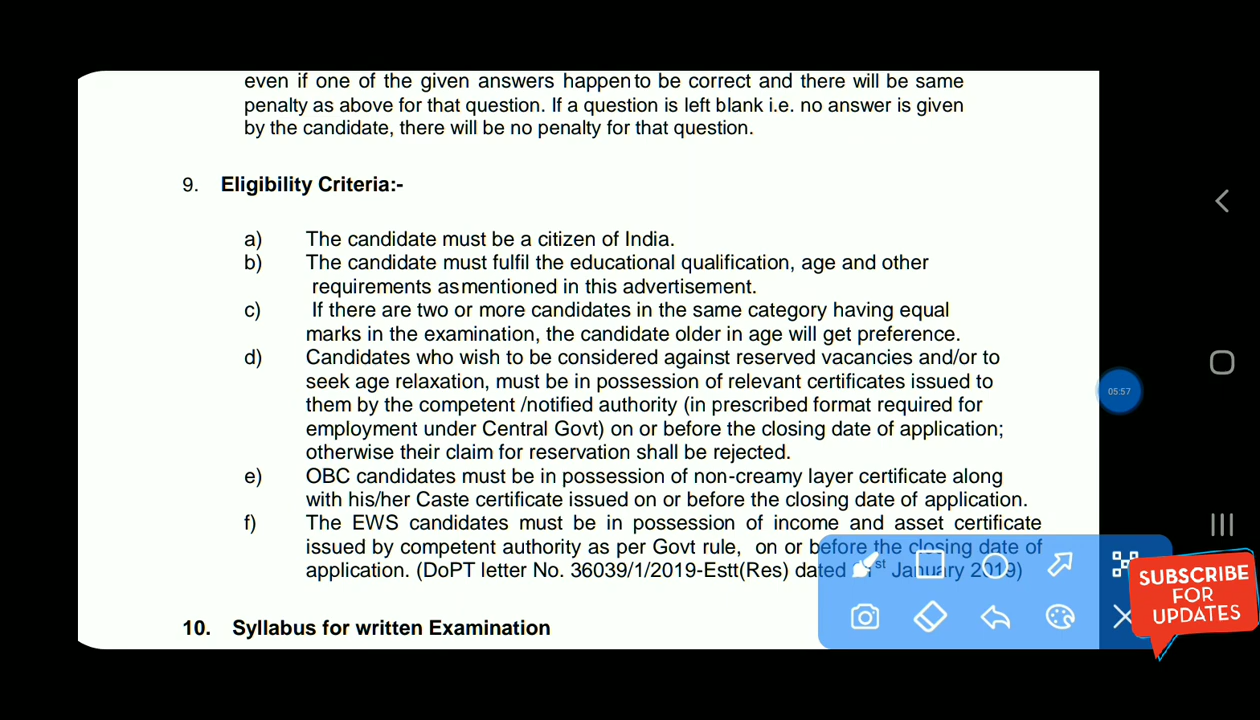 even if one of the given answers happen to be correct and there will be same
penalty as above for that question. If a question is left blank i.e. no answer is given
by the candidate, there will be no penalty for that question.
9. Eligibility Criteria:-
a) The candidate must be a citizen of India.
b) The candidate must fulfil the educational qualification, age and other
requirements asmentioned in this advertisement.
c) If there are two or more candidates in the same category having equal
marks in the examination, the candidate older in age will get preference.
d) Candidates who wish to be considered against reserved vacancies and/or to
seek age relaxation, must be in possession of relevant certificates issued to
them by the competent /notified authority (in prescribed format required for
employment under Central Govt) on or before the closing date of application;
otherwise their claim for reservation shall be rejected.
e) OBC candidates must be in possession of non-creamy layer certificate along
with his/her Caste certificate issued on or before the closing date of application.
f) The EWS candidates must be in possession of income and asset certificate
issued by competent authority as per Govt rule, on or before the closing date of
application. (DoPT letter No. 36039/1/2019-Estt(Res) dated st January 2019)
10. Syllabus for written Examination
05:57
SUBSCRIBE
FOR
UPDATES